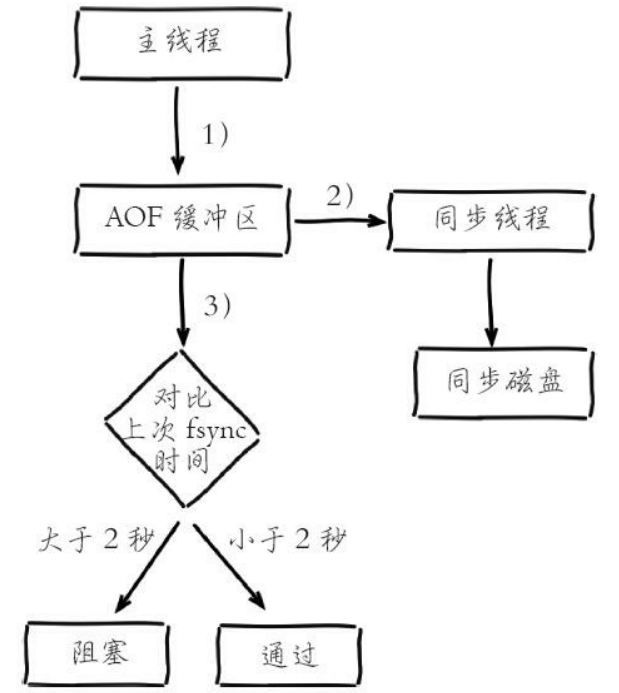 主线程
1)
AOF 缓冲区
2)
同步线程
3)
同步磁盘
对比
上次 fsync
时间
大于 2 秒
小于 2 秒
阻塞
通过